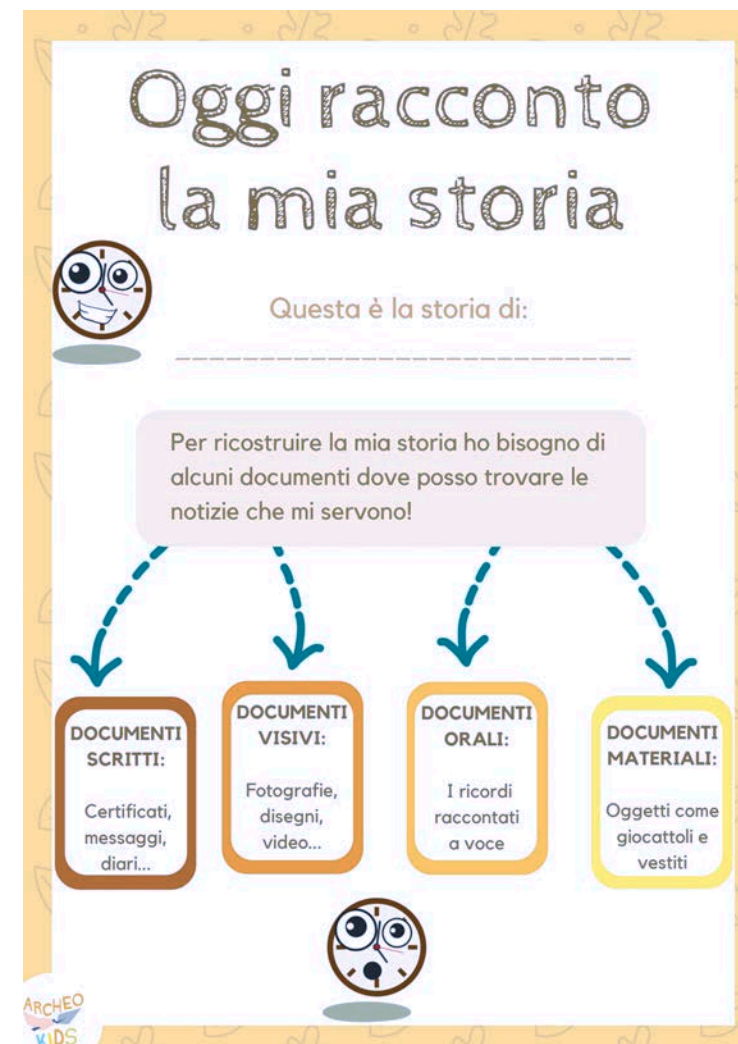 Oggi racconto
la mia storia
Questa è la storia di:
Per ricostruire la mia storia ho bisogno di
alcuni documenti dove posso trovare le
notizie che mi servono!
DOCUMENTI
SCRITTI:
Certificati,
messaggi,
diari...
DOCUMENTI
VISIVI:
Fotografie,
disegni,
video...
DOCUMENTI
ORALI:
I ricordi
raccontati
a voce
DOCUMENTI
MATERIALI:
Oggetti come
giocattoli e
vestiti
ARCHEO
KIDS